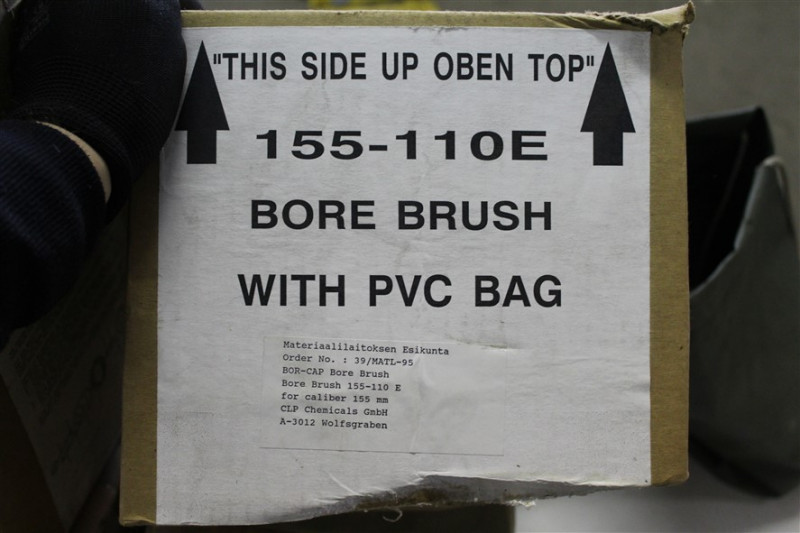 "THIS SIDE UP OBEN TOP"
155-110E
BORE BRUSH
WITH PVC BAG
Materiaalilaitoksen Esikunta
Order No. : 39/MATL-95
BOR-CAP Bore Brush
Bore Brush 155-110 E
for caliber 155 mm
CLP Chemicals GmbH
A-3012 Wolfsgraben